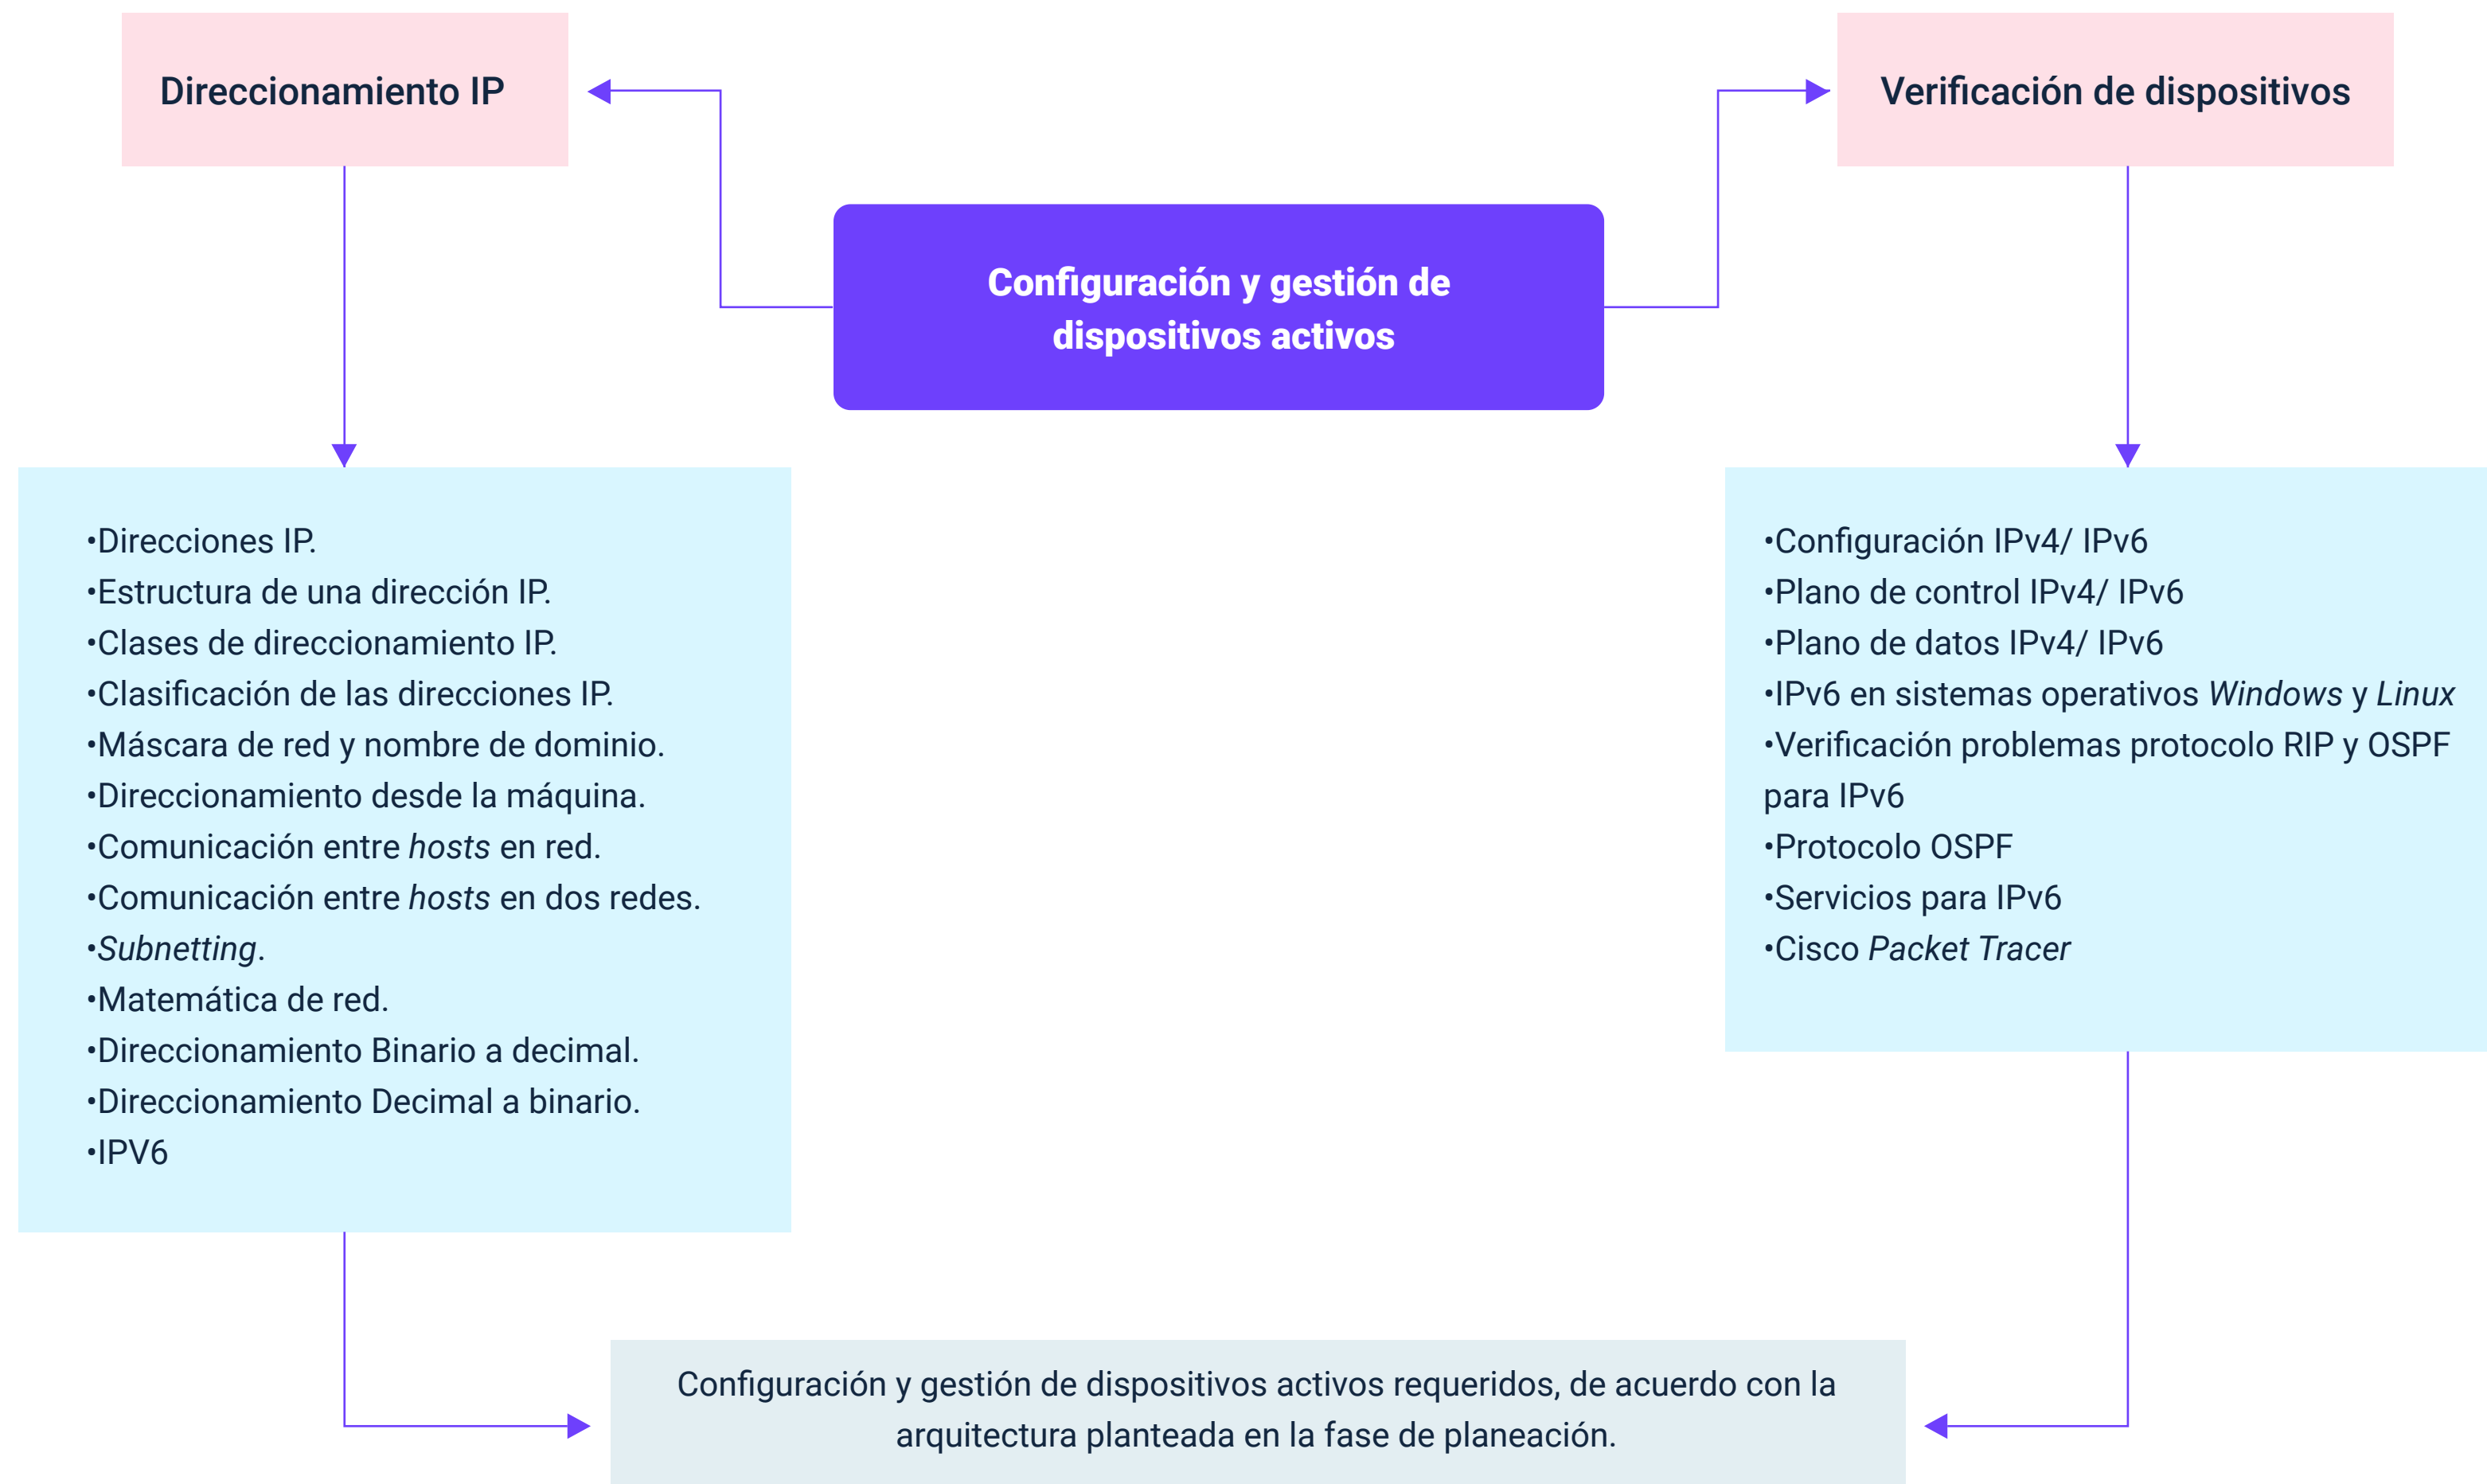 Direccionamiento IP
Verificación de dispositivos
Configuración y gestión de
dispositivos activos
•Direcciones IP.
•Estructura de una dirección IP.
•Clases de direccionamiento IP.
•Clasificación de las direcciones IP.
•Máscara de red y nombre de dominio.
•Direccionamiento desde la máquina.
•Comunicación entre hosts en red.
•Comunicación entre hosts en dos redes.
•Subnetting.
•Matemática de red.
•Direccionamiento Binario a decimal.
•Direccionamiento Decimal a binario.
•IPV6
•Configuración IPv4/ IPv6
•Plano de control IPv4/ IPv6
•Plano de datos IPv4/ IPv6
•IPv6 en sistemas operativos Windows y Linux
•Verificación problemas protocolo RIP y OSPF
para IPv6
•Protocolo OSPF
•Servicios para IPv6
•Cisco Packet Tracer
Configuración y gestión de dispositivos activos requeridos, de acuerdo con la
arquitectura planteada en la fase de planeación.